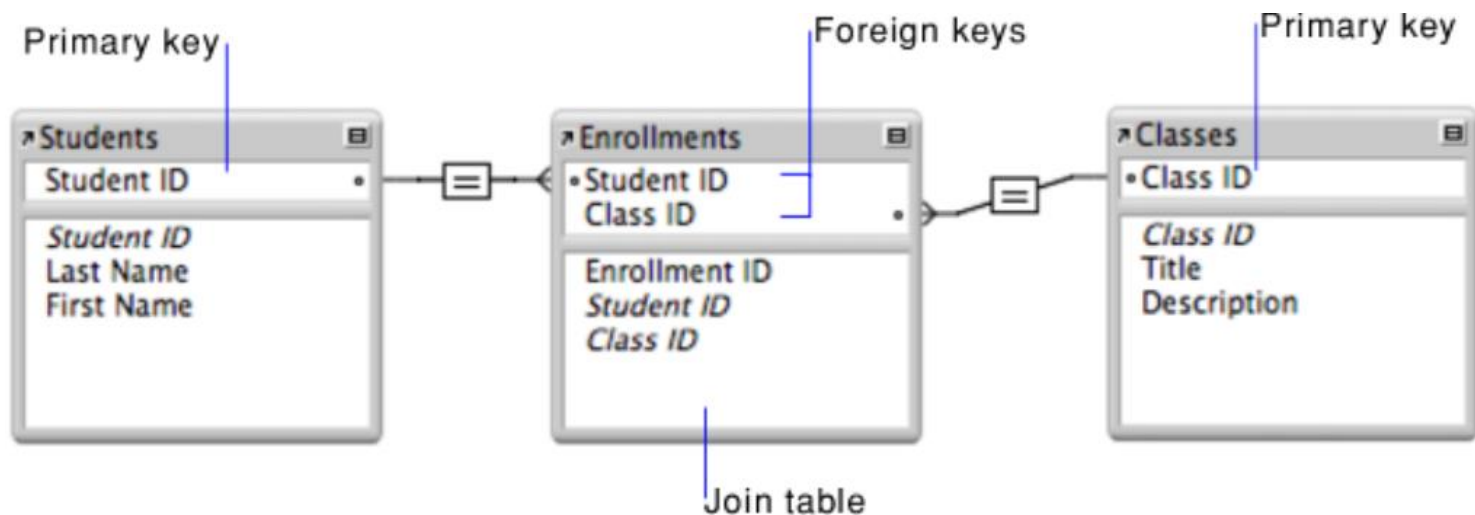 Primary key
Foreign keys
Primary key
Students
Student ID
Student ID
Last Name
First Name
Enrollments
Student ID
Class ID
Enrollment ID
Student ID
Class ID
Classes
Class ID
Class ID
Title
Description
Join table